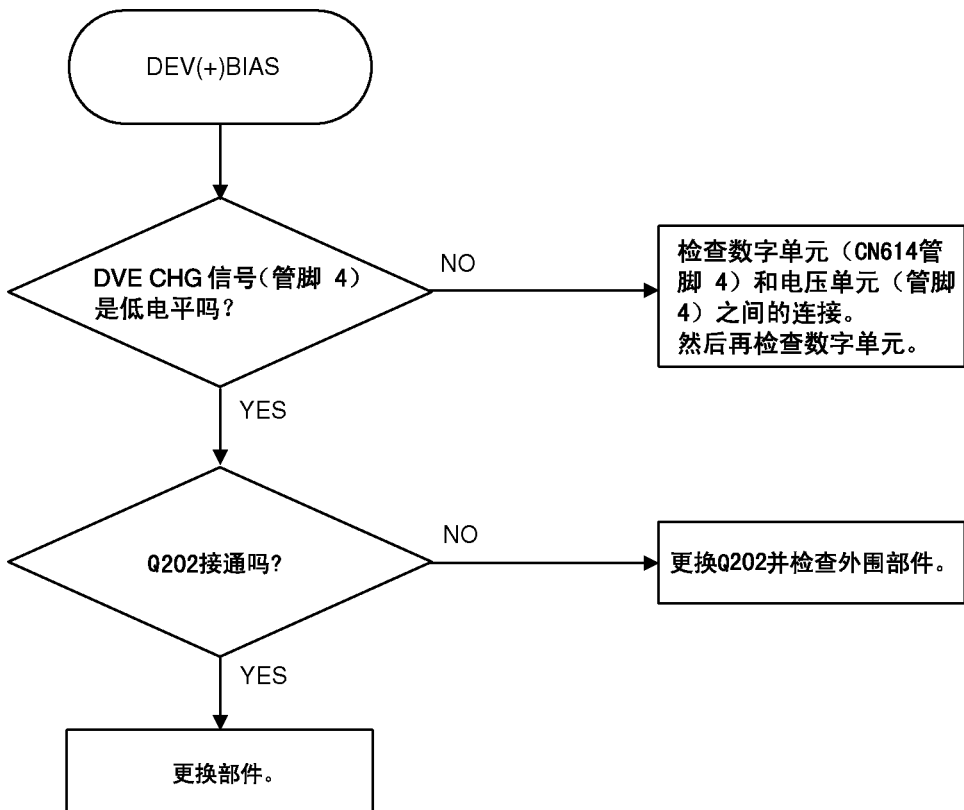 DEV(+)BIAS
DVE CHG 信号（管脚 4）
是低电平吗？
NO
检查数字单元（CN614管
脚 4）和电压单元（管脚
4）之间的连接。
然后再检查数字单元。
YES
Q202接通吗?
NO
更换Q202并检查外围部件。
YES
更换部件。